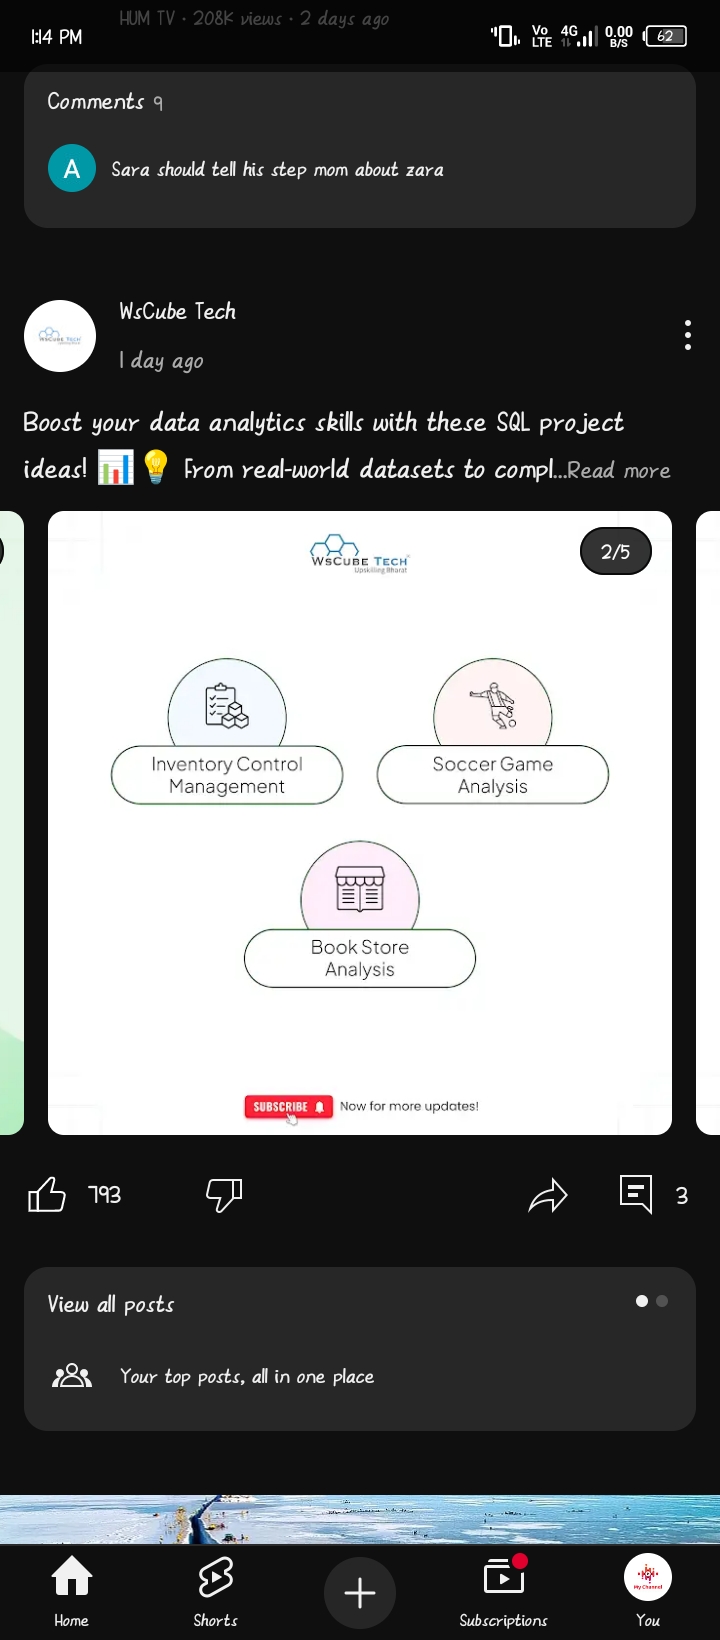 HUM TV · 208K views · 2 days ago
1:14 PM
Vo
LTE
4G
0.00
B/S
62
Comments 9
A
Sara should tell his step mom about zara
WsCube Tech
1 day ago
Boost your data analytics skills with these SQL project
ideas! 📊 💡 From real-world datasets to compl...Read more
WSCUBE TECH
Upskilling Bharat
2/5
Inventory Control
Management
Soccer Game
Analysis
Book Store
Analysis
SUBSCRIBE Now for more updates!
793
3
View all posts
Your top posts, all in one place
Home
Shorts
Subscriptions
My Channel
You